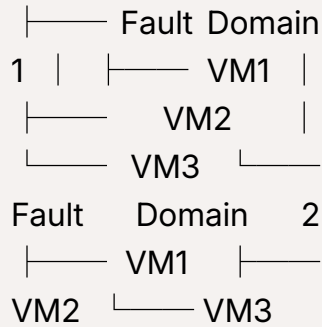 ├── Fault Domain
1 │ ├── VM1 │
├── VM2 │
└── VM3 └──
Fault Domain 2
├── VM1 ├──
VM2 └── VM3